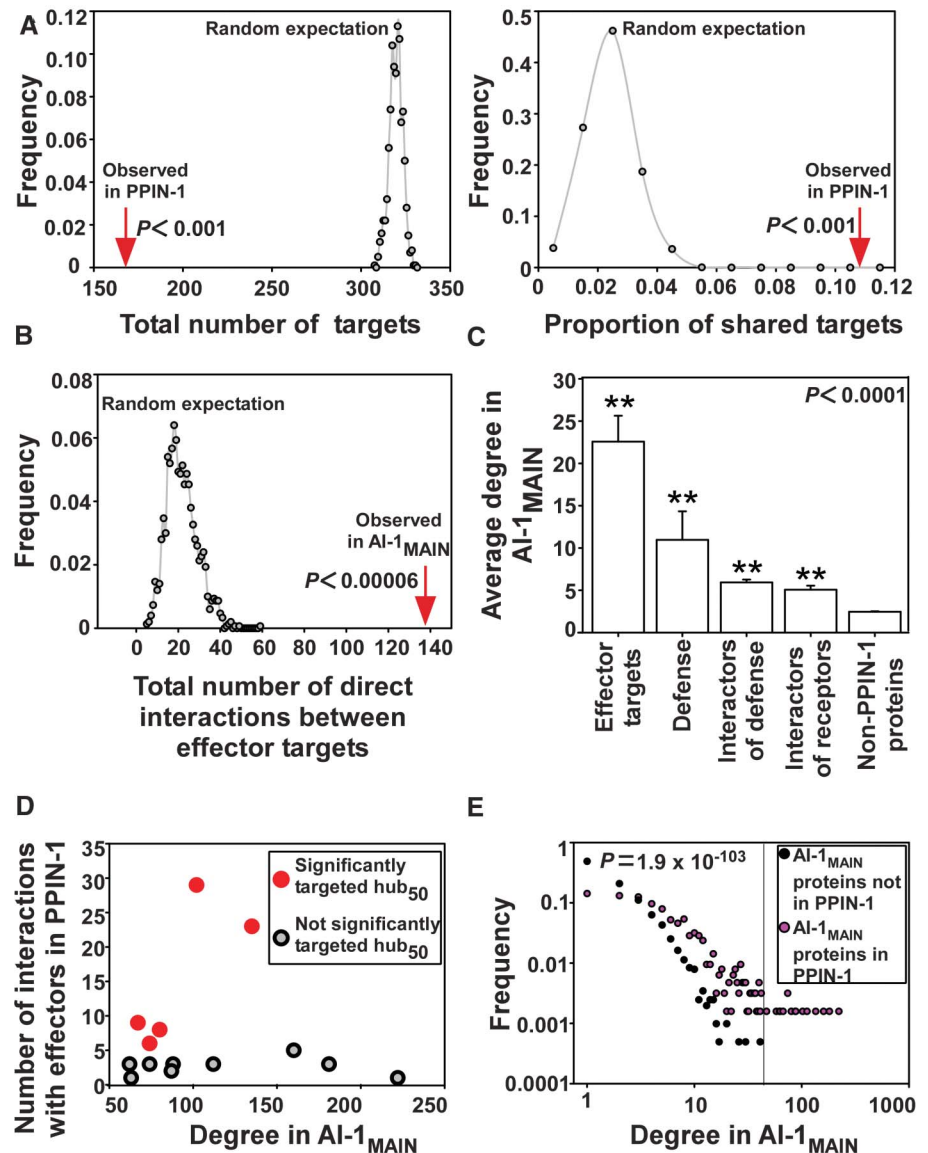 A
Random expectation
Frequency
0.12
0.10
0.08
0.06
0.04
0.02
0
Observed
in PPIN-1
P< 0.001
150
200
250
300
350
Total number of targets
Random expectation
Frequency
0.5
0.4
0.3
0.2
0.1
0.0
Observed
in PPIN-1
P< 0.001
0
0.02
0.04
0.06
0.08
0.10
0.12
Proportion of shared targets
B
Random expectation
Frequency
0.08
0.06
0.04
0.02
0
Observed
in AI-1MAIN
P< 0.00006
0
20
40
60
80
100
120
140
Total number of direct
interactions between
effector targets
C
P< 0.0001
Average degree in
AI-1MAIN
30
25
20
15
10
5
0
**
**
**
**
Effector
targets
Defense
Interactors
of defense
Interactors
of receptors
Non-PPIN-1
proteins
D
Number of interactions
with effectors in PPIN-1
35
30
25
20
15
10
5
0
Significantly
targeted hub50
Not significantly
targeted hub50
50
100
150
200
250
Degree in AI-1MAIN
E
Frequency
1
0.1
0.01
0.001
0.0001
P = 1.9 x 10-103
AI-1MAIN
proteins not
in PPIN-1
AI-1MAIN
proteins in
PPIN-1
1
10
100
1000
Degree in AI-1MAIN